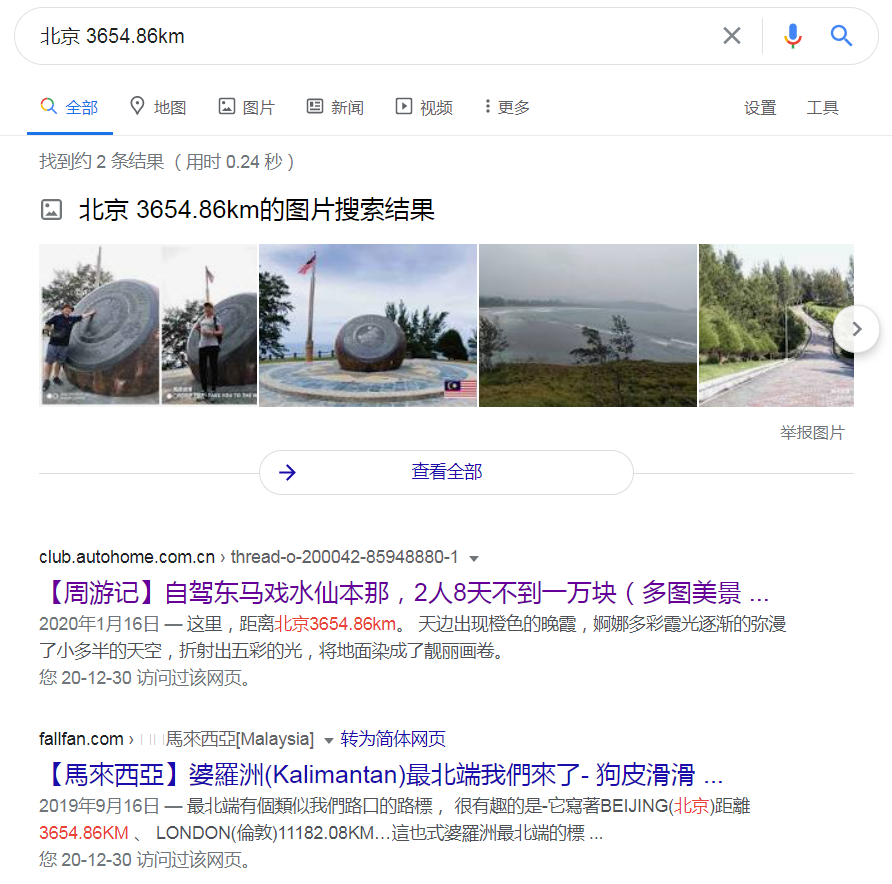 北京 3654.86km
全部 地图 图片 新闻 视频 更多 设置 工具
找到约 2 条结果 （用时 0.24 秒）
北京 3654.86km的图片搜索结果
举报图片
查看全部
club.autohome.com.cn › thread-o-200042-85948880-1
【周游记】自驾东马戏水仙本那，2人8天不到一万块（多图美景 ...
2020年1月16日 — 这里，距离北京3654.86km。 天边出现橙色的晚霞，婀娜多彩霞光逐渐的弥漫
了小多半的天空，折射出五彩的光，将地面染成了靓丽画卷。
您 20-12-30 访问过该网页。
fallfan.com › 馬來西亞[Malaysia] 转为简体网页
【馬來西亞】婆羅洲(Kalimantan)最北端我們來了- 狗皮滑滑 ...
2019年9月16日 — 最北端有個類似我們路口的路標， 很有趣的是-它寫著BEIJING(北京)距離
3654.86KM 、 LONDON(倫敦)11182.08KM…這也式婆羅洲最北端的標 ...
您 20-12-30 访问过该网页。